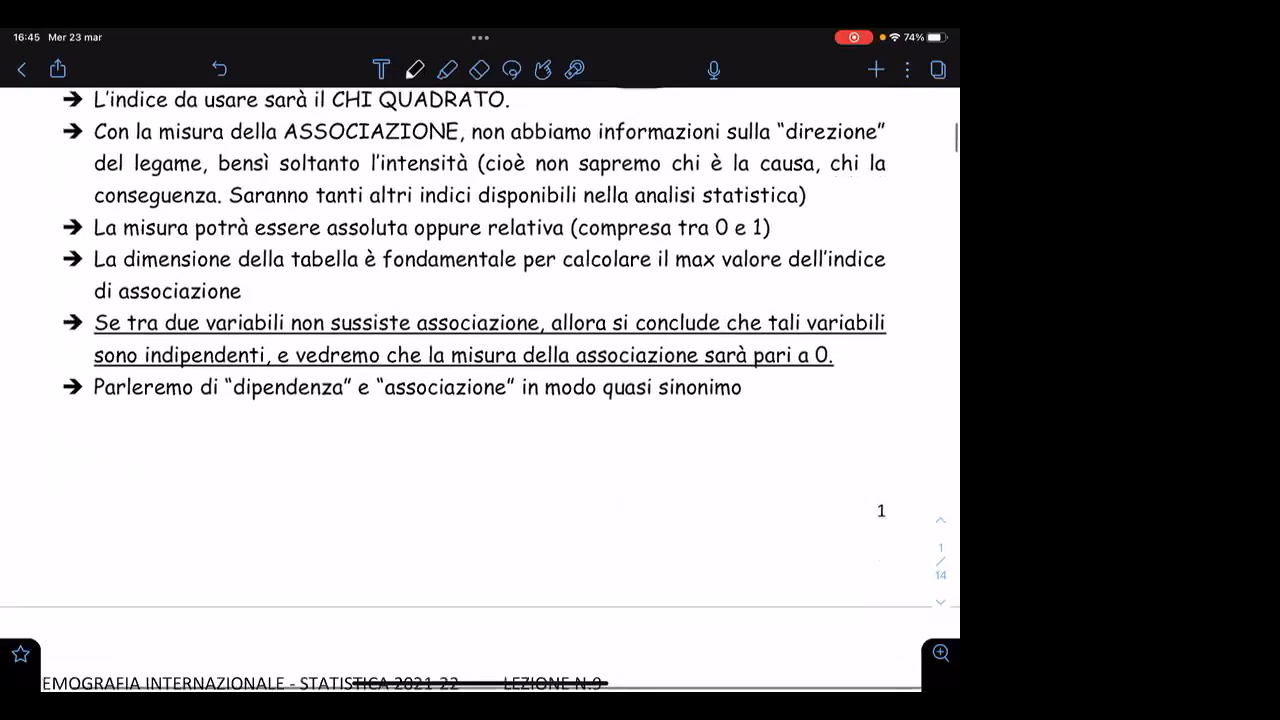 16:45 Mer 23 mar
74%
→ L'indice da usare sarà il CHI QUADRATO.
→ Con la misura della ASSOCIAZIONE, non abbiamo informazioni sulla "direzione"
del legame, bensì soltanto l'intensità (cioè non sapremo chi è la causa, chi la
conseguenza. Saranno tanti altri indici disponibili nella analisi statistica)
→ La misura potrà essere assoluta oppure relativa (compresa tra 0 e 1)
→ La dimensione della tabella è fondamentale per calcolare il max valore dell'indice
di associazione
→ Se tra due variabili non sussiste associazione, allora si conclude che tali variabili
sono indipendenti, e vedremo che la misura della associazione sarà pari a 0.
→ Parleremo di "dipendenza" e "associazione" in modo quasi sinonimo
1
1
/
14
EMOGRAFIA INTERNAZIONALE - STATISTICA 2021-22 LEZIONE N.9